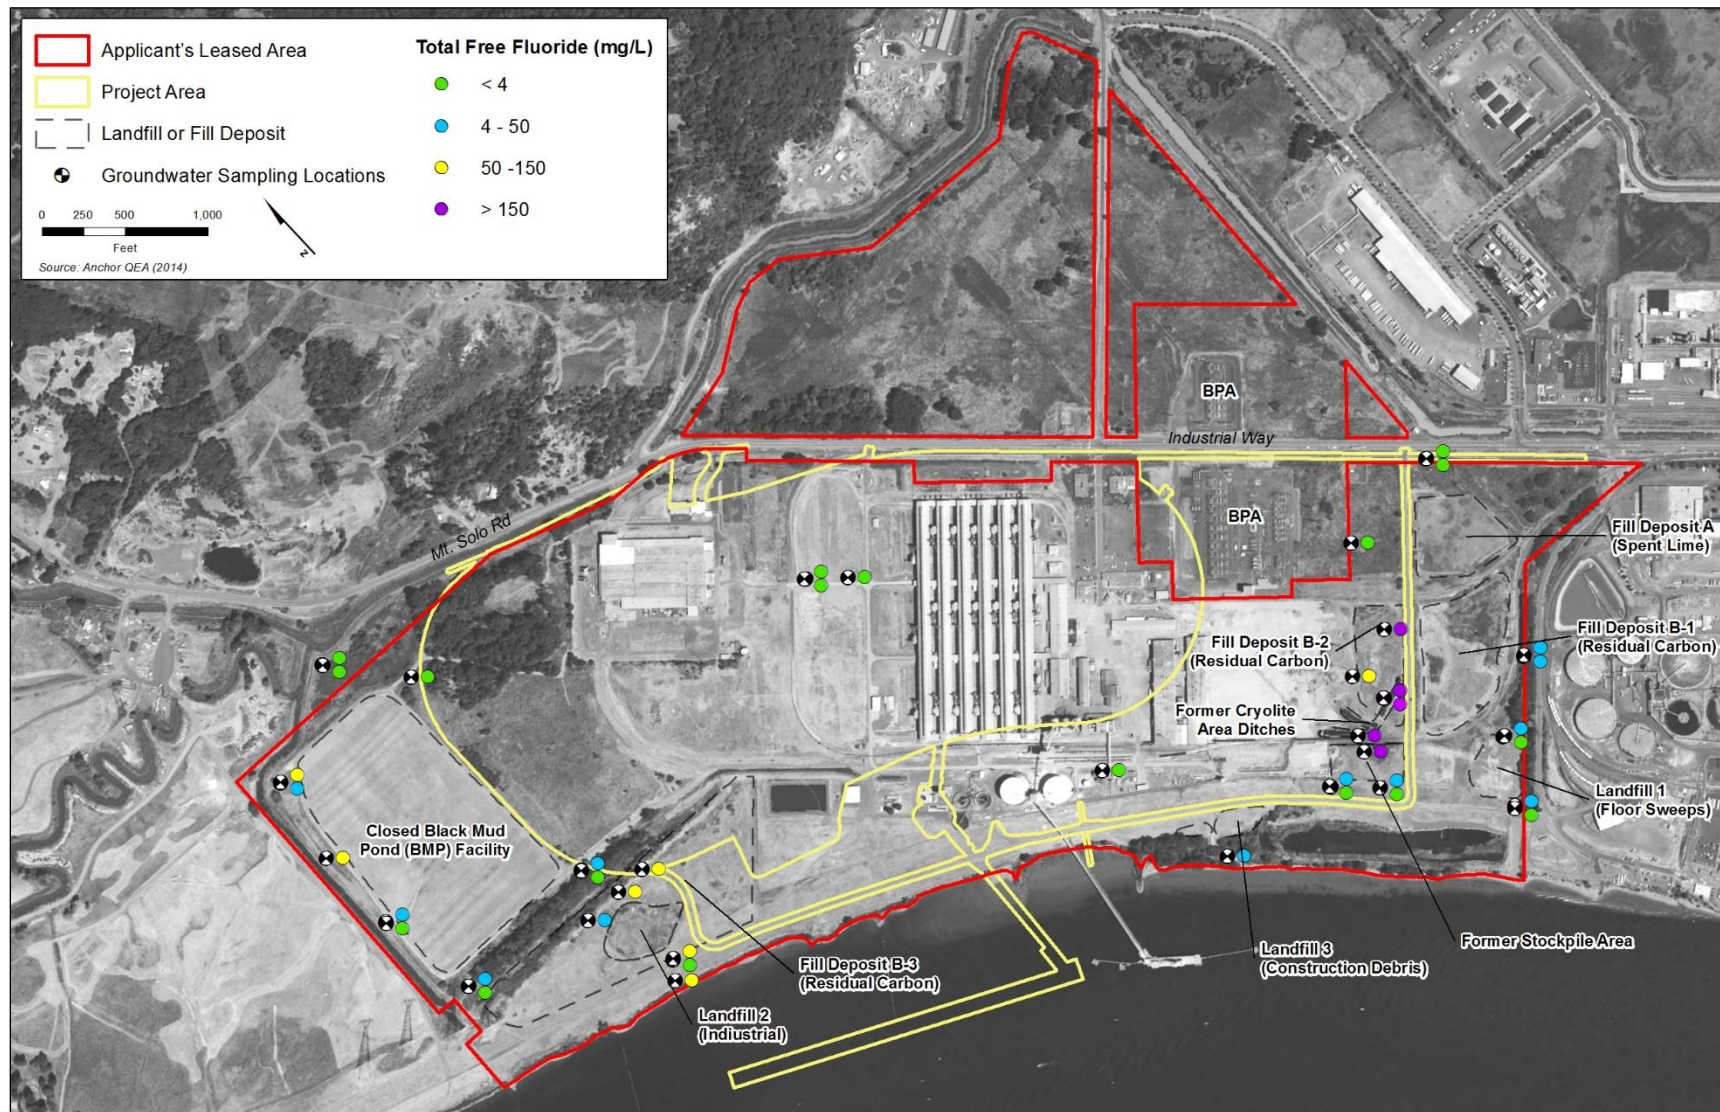 Applicant's Leased Area
Project Area
Landfill or Fill Deposit
Groundwater Sampling Locations
0 250 500 1,000
Feet
N
Source: Anchor QEA (2014)
Total Free Fluoride (mg/L)
< 4
4 - 50
50 -150
> 150
BPA
Industrial Way
Mt. Solo Rd
BPA
Fill Deposit A
(Spent Lime)
Fill Deposit B-2
(Residual Carbon)
Fill Deposit B-1
(Residual Carbon)
Former Cryolite
Area Ditches
Landfill 1
(Floor Sweeps)
Closed Black Mud
Pond (BMP) Facility
Former Stockpile Area
Landfill 3
(Construction Debris)
Fill Deposit B-3
(Residual Carbon)
Landfill 2
(Indiustrial)